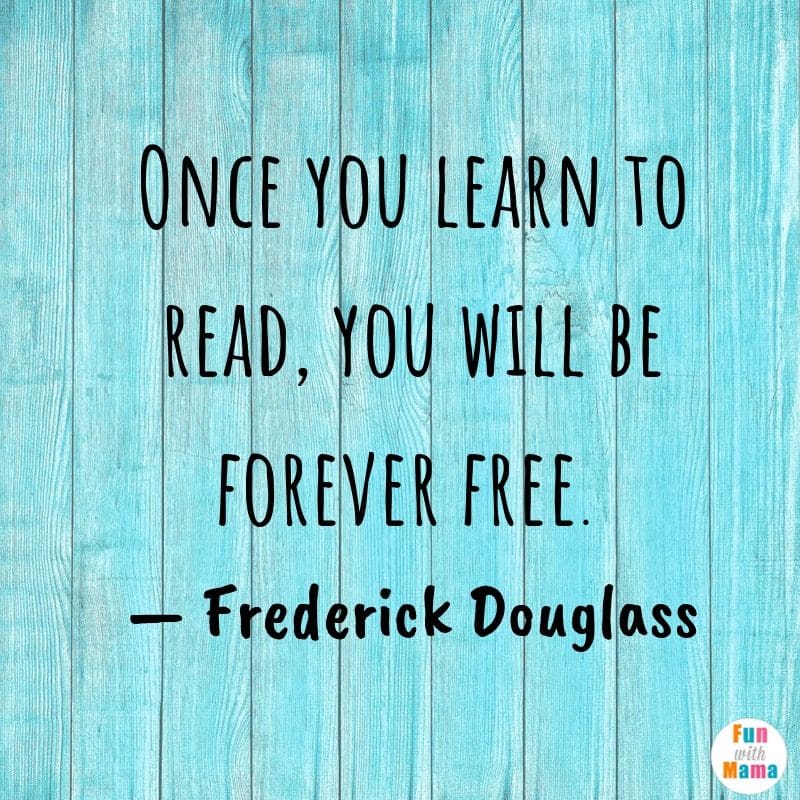 ONCE YOU LEARN TO
READ, YOU WILL BE
FOREVER FREE.
— Frederick Douglass
Fun
with
Mama